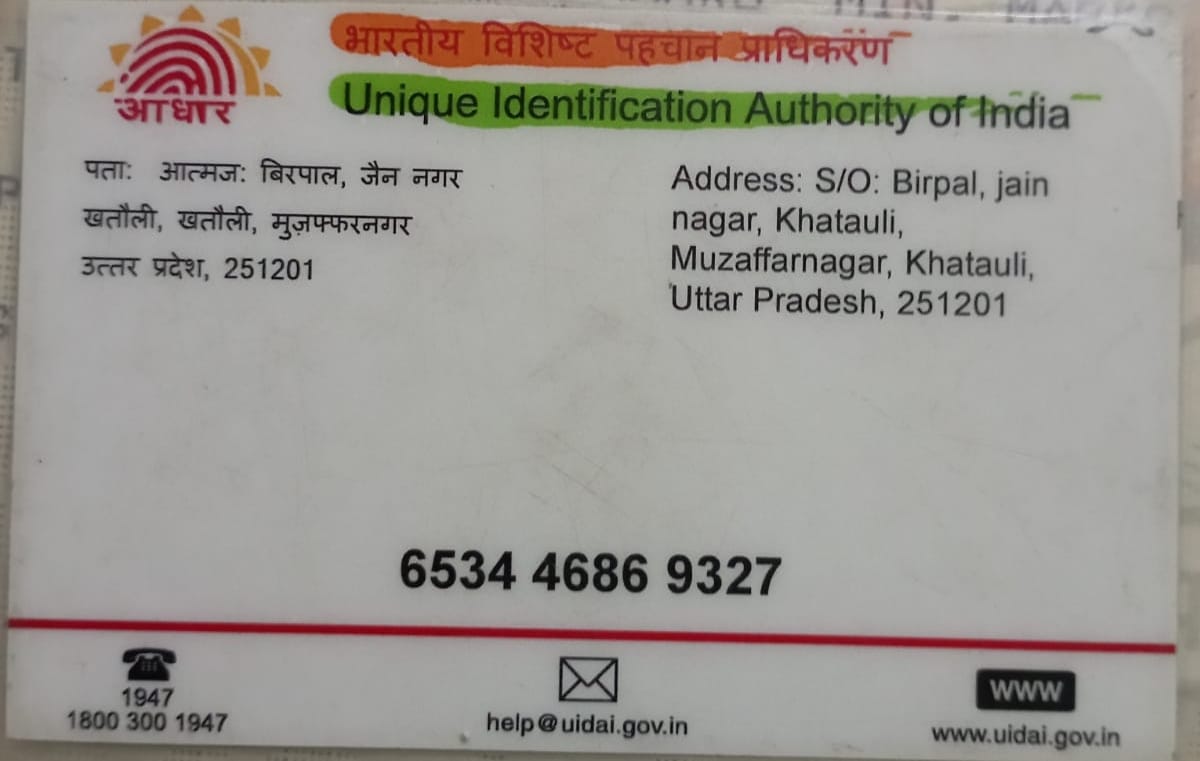 भारतीय विशिष्ट पहचान प्राधिकरण
Unique Identification Authority of India
आधार
पता: आत्मज: बिरपाल, जैन नगर
खतौली, खतौली, मुज़फ्फरनगर
उत्तर प्रदेश, 251201
Address: S/O: Birpal, jain
nagar, Khatauli,
Muzaffarnagar, Khatauli,
Uttar Pradesh, 251201
6534 4686 9327
1947
1800 300 1947
help@uidai.gov.in
www
www.uidai.gov.in